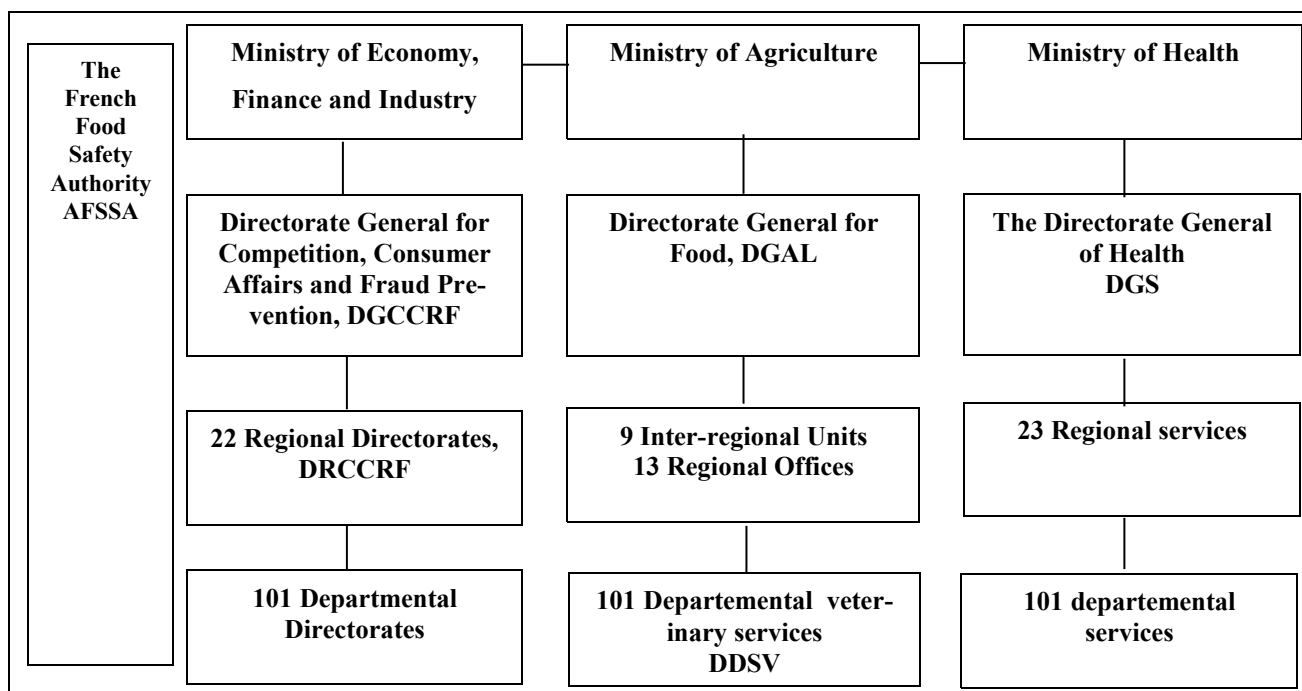 The
French
Food
Safety
Authority
AFSSA
Ministry of Economy,
Finance and Industry
Ministry of Agriculture
Ministry of Health
Directorate General for
Competition, Consumer
Affairs and Fraud Pre-
vention, DGCCRF
Directorate General for
Food, DGAL
The Directorate General
of Health
DGS
22 Regional Directorates,
DRCCRF
9 Inter-regional Units
13 Regional Offices
23 Regional services
101 Departmental
Directorates
101 Departemental veter-
inary services
DDSV
101 departemental
services